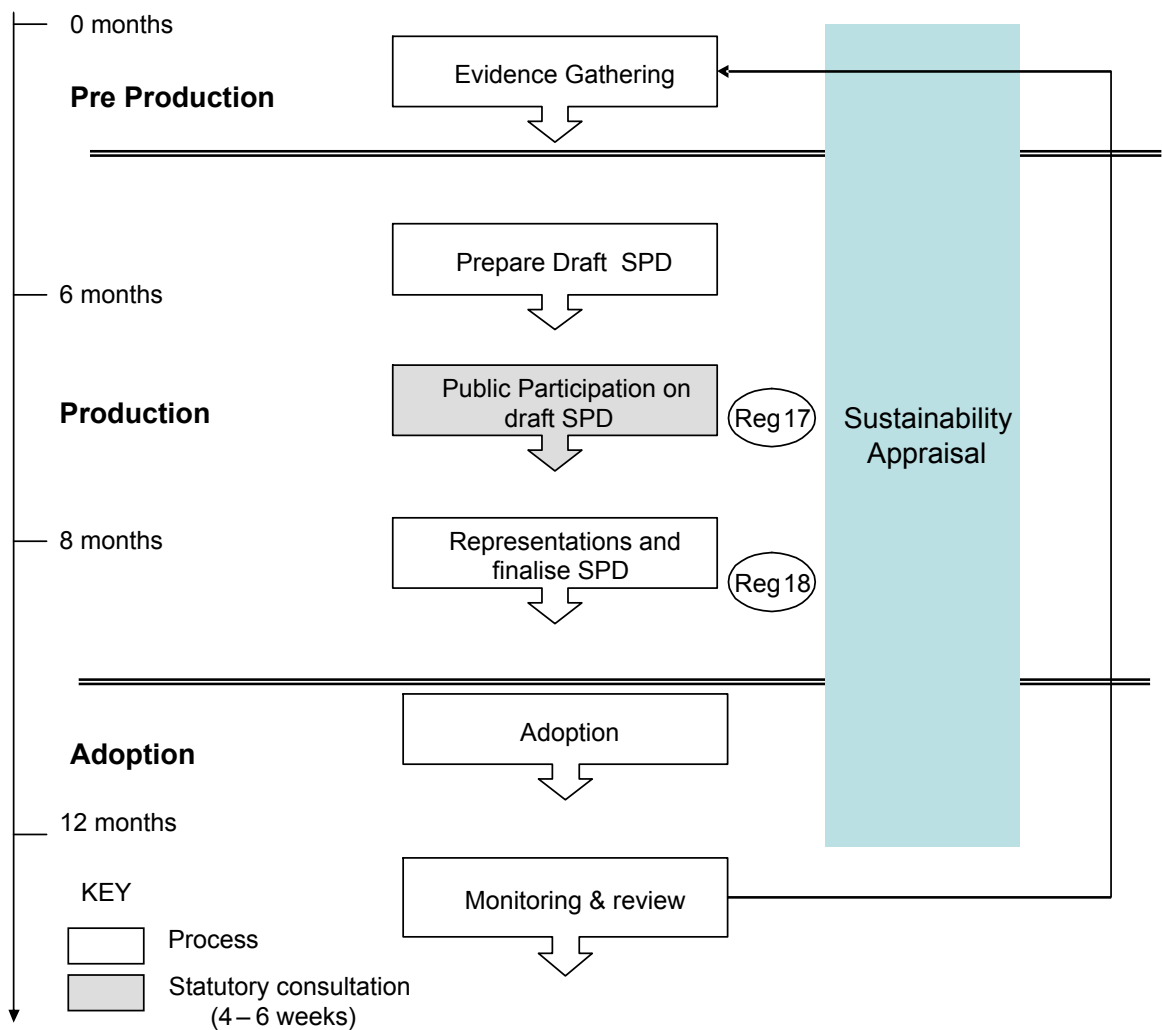 0 months
Evidence Gathering
Pre Production
Prepare Draft SPD
6 months
Public Participation on
draft SPD
Reg 17
Production
Sustainability
Appraisal
8 months
Representations and
finalise SPD
Reg 18
Adoption
Adoption
12 months
Monitoring & review
KEY
Process
Statutory consultation
(4 – 6 weeks)